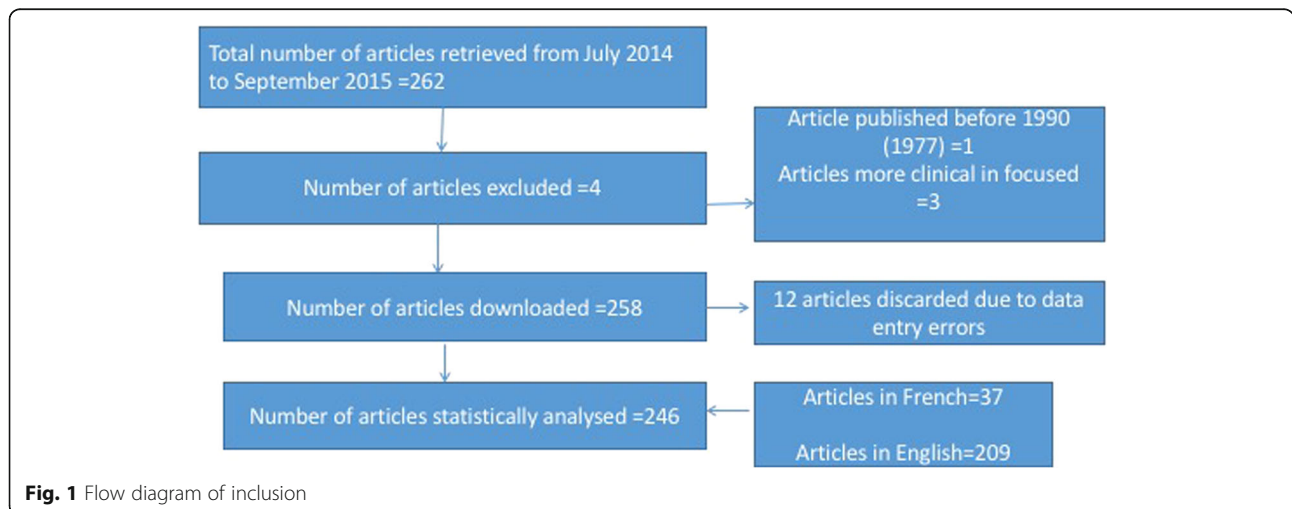 Total number of articles retrieved from July 2014
to September 2015 =262
Article published before 1990
(1977) =1
Articles more clinical in focused
=3
Number of articles excluded =4
Number of articles downloaded =258
12 articles discarded due to data
entry errors
Number of articles statistically analysed =246
Articles in French=37
Articles in English=209
Fig. 1 Flow diagram of inclusion